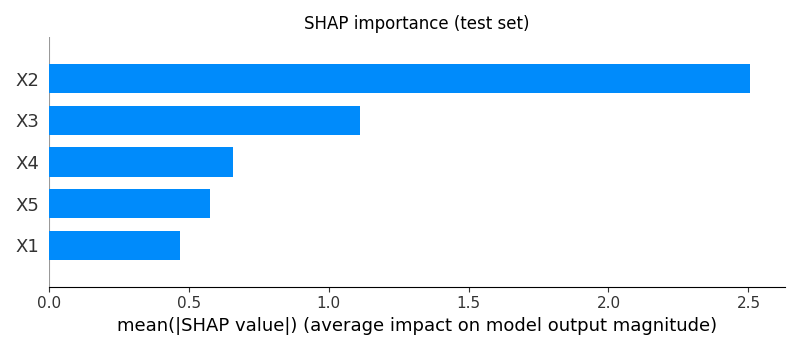 SHAP importance (test set)
X2
X3
X4
X5
X1
0.0 0.5 1.0 1.5 2.0 2.5
mean(|SHAP value|) (average impact on model output magnitude)